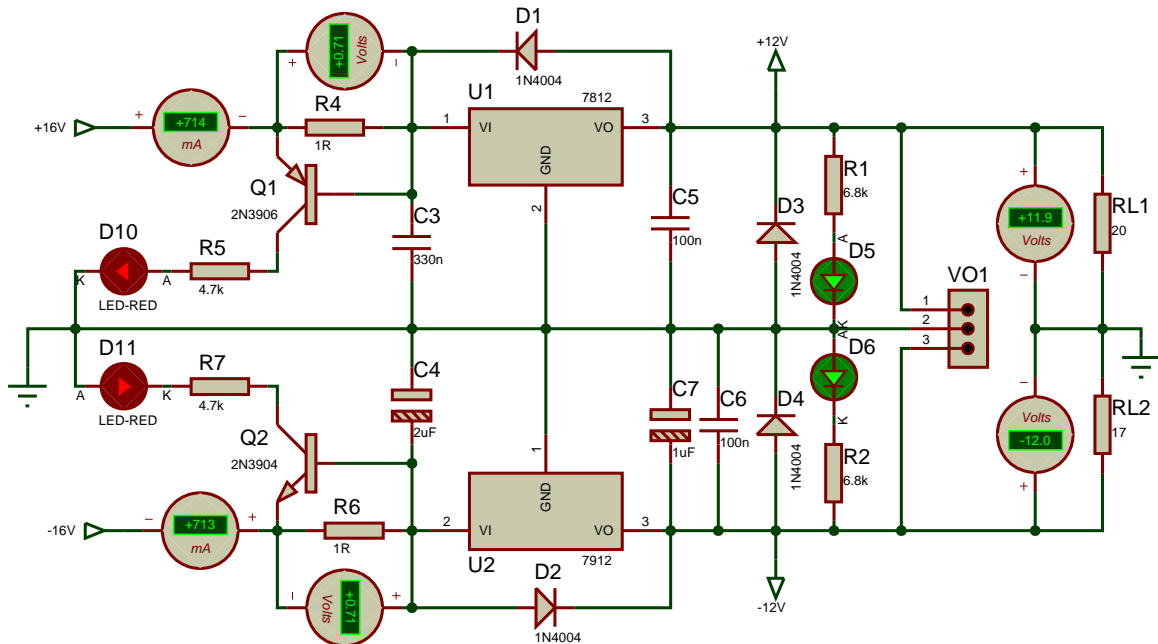 D1
1N4004
+12V
+0.71
Volts
+ −
R4
1R
U1
7812
+16V
+ −
+714
mA
1 VI VO 3
GND
2
Q1
2N3906
C3
330n
C5
100n
D3
1N4004
R1
6.8k
A
D5
AK
+
+11.9
Volts
−
RL1
20
D10
K A
LED-RED
R5
4.7k
VO1
1
2
3
D11
A K
LED-RED
R7
4.7k
C4
2uF
C7
1uF
C6
100n
D4
1N4004
D6
K
R2
6.8k
−
Volts
-12.0
+
RL2
17
Q2
2N3904
1
GND
2 VI VO 3
U2
7912
-16V
− +
+713
mA
R6
1R
− +
Volts
+0.71
D2
1N4004
-12V